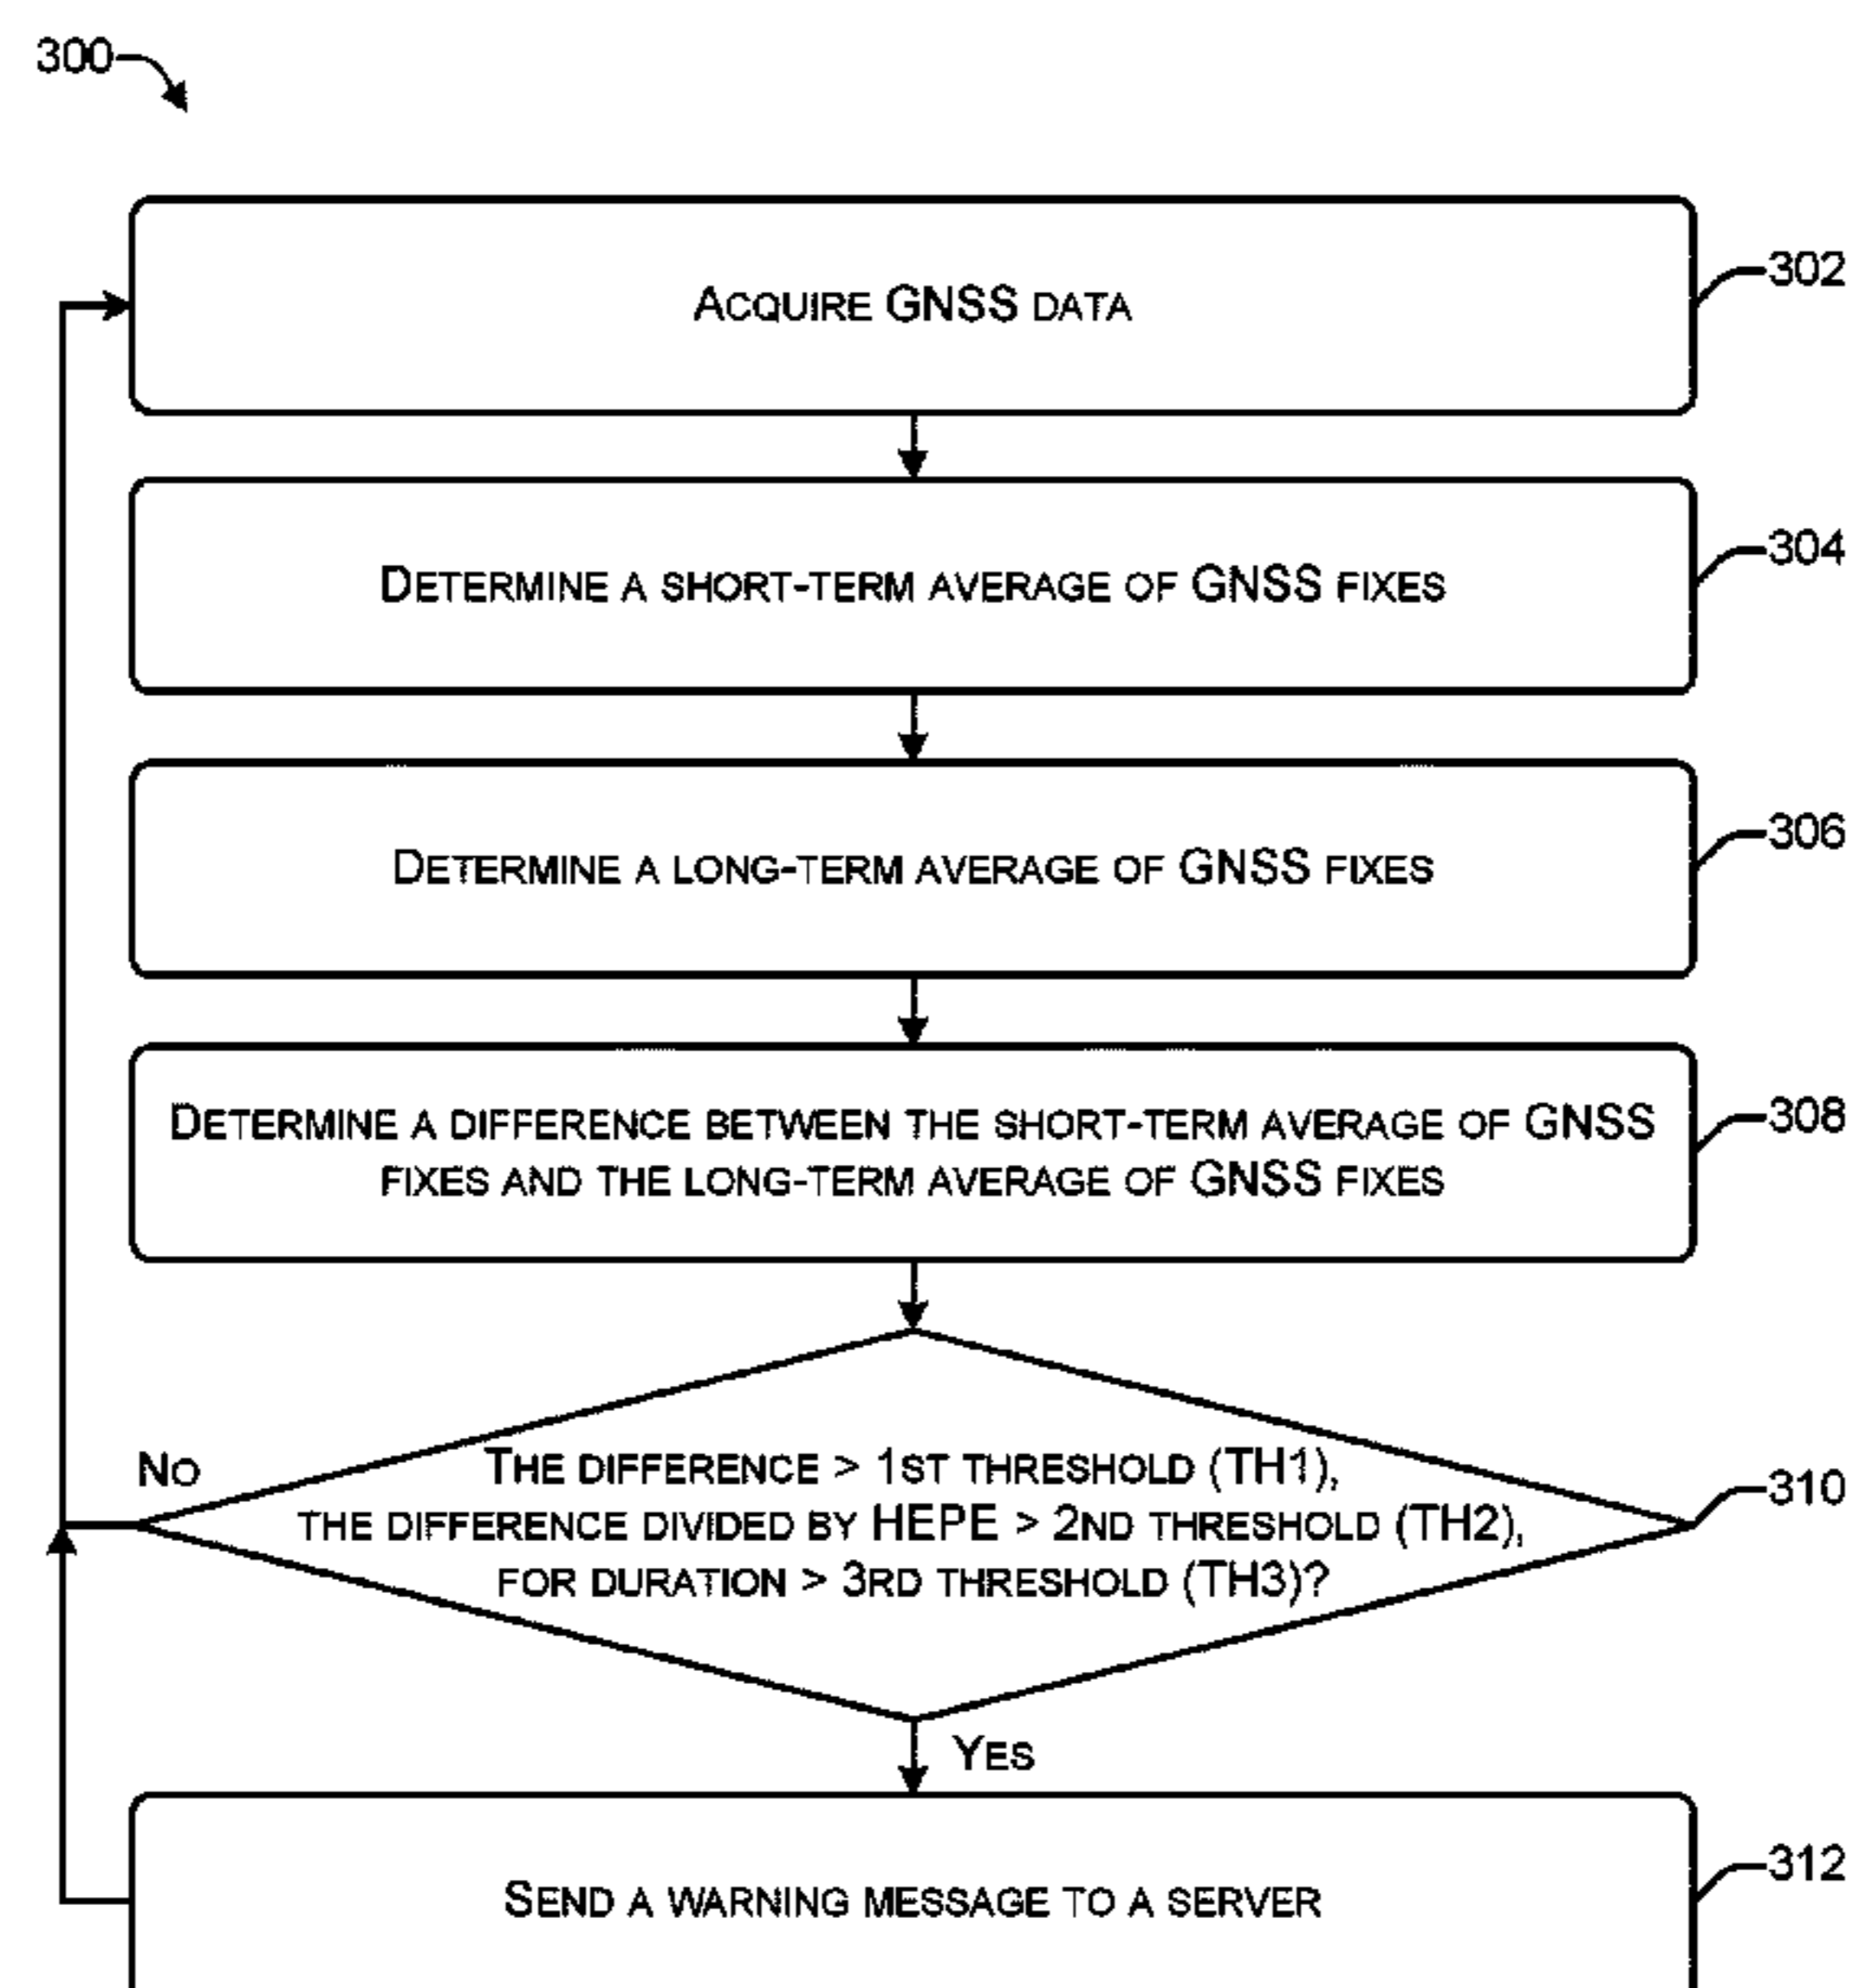 300
ACQUIRE GNSS DATA
302
DETERMINE A SHORT-TERM AVERAGE OF GNSS FIXES
304
DETERMINE A LONG-TERM AVERAGE OF GNSS FIXES
306
DETERMINE A DIFFERENCE BETWEEN THE SHORT-TERM AVERAGE OF GNSS
FIXES AND THE LONG-TERM AVERAGE OF GNSS FIXES
308
NO
THE DIFFERENCE > 1ST THRESHOLD (TH1),
THE DIFFERENCE DIVIDED BY HEPE > 2ND THRESHOLD (TH2),
FOR DURATION > 3RD THRESHOLD (TH3)?
310
YES
SEND A WARNING MESSAGE TO A SERVER
312